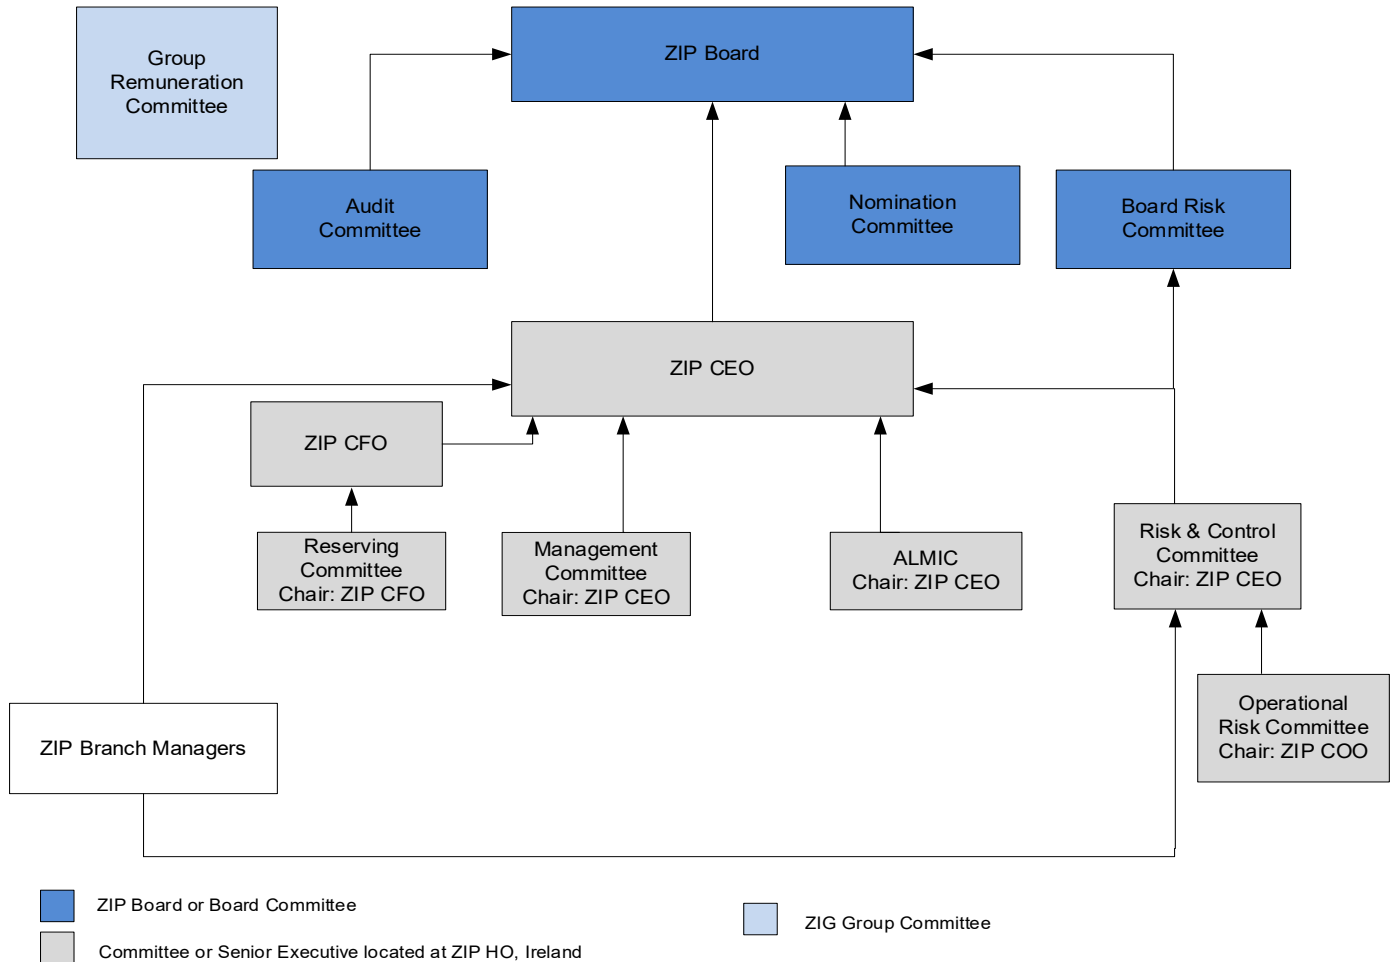 Group
Remuneration
Committee
ZIP Board
Audit
Committee
Nomination
Committee
Board Risk
Committee
ZIP CEO
ZIP CFO
Reserving
Committee
Chair: ZIP CFO
Management
Committee
Chair: ZIP CEO
ALMIC
Chair: ZIP CEO
Risk & Control
Committee
Chair: ZIP CEO
Operational
Risk Committee
Chair: ZIP COO
ZIP Branch Managers
ZIP Board or Board Committee
ZIG Group Committee
Committee or Senior Executive located at ZIP HO, Ireland